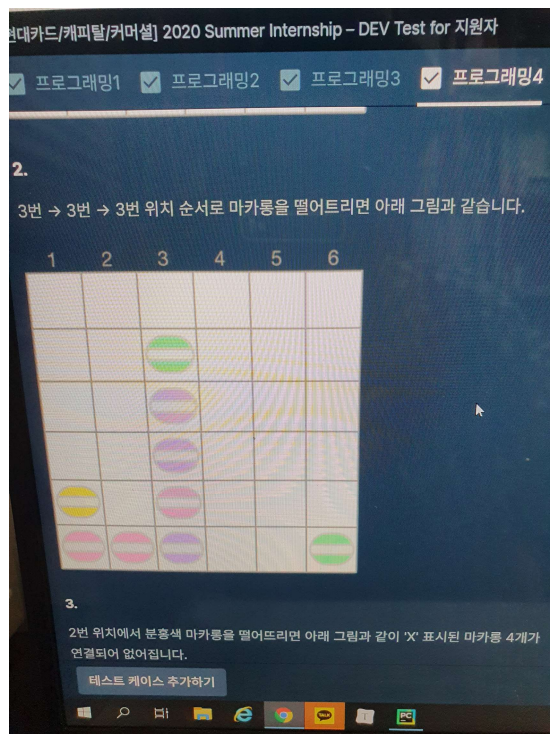 현대카드/캐피탈/커머셜] 2020 Summer Internship – DEV Test for 지원자
프로그래밍1 프로그래밍2 프로그래밍3 프로그래밍4
2.
3번 → 3번 → 3번 위치 순서로 마카롱을 떨어트리면 아래 그림과 같습니다.
1 2 3 4 5 6
3.
2번 위치에서 분홍색 마카롱을 떨어뜨리면 아래 그림과 같이 'X' 표시된 마카롱 4개가
연결되어 없어집니다.
테스트 케이스 추가하기
TALK
PC